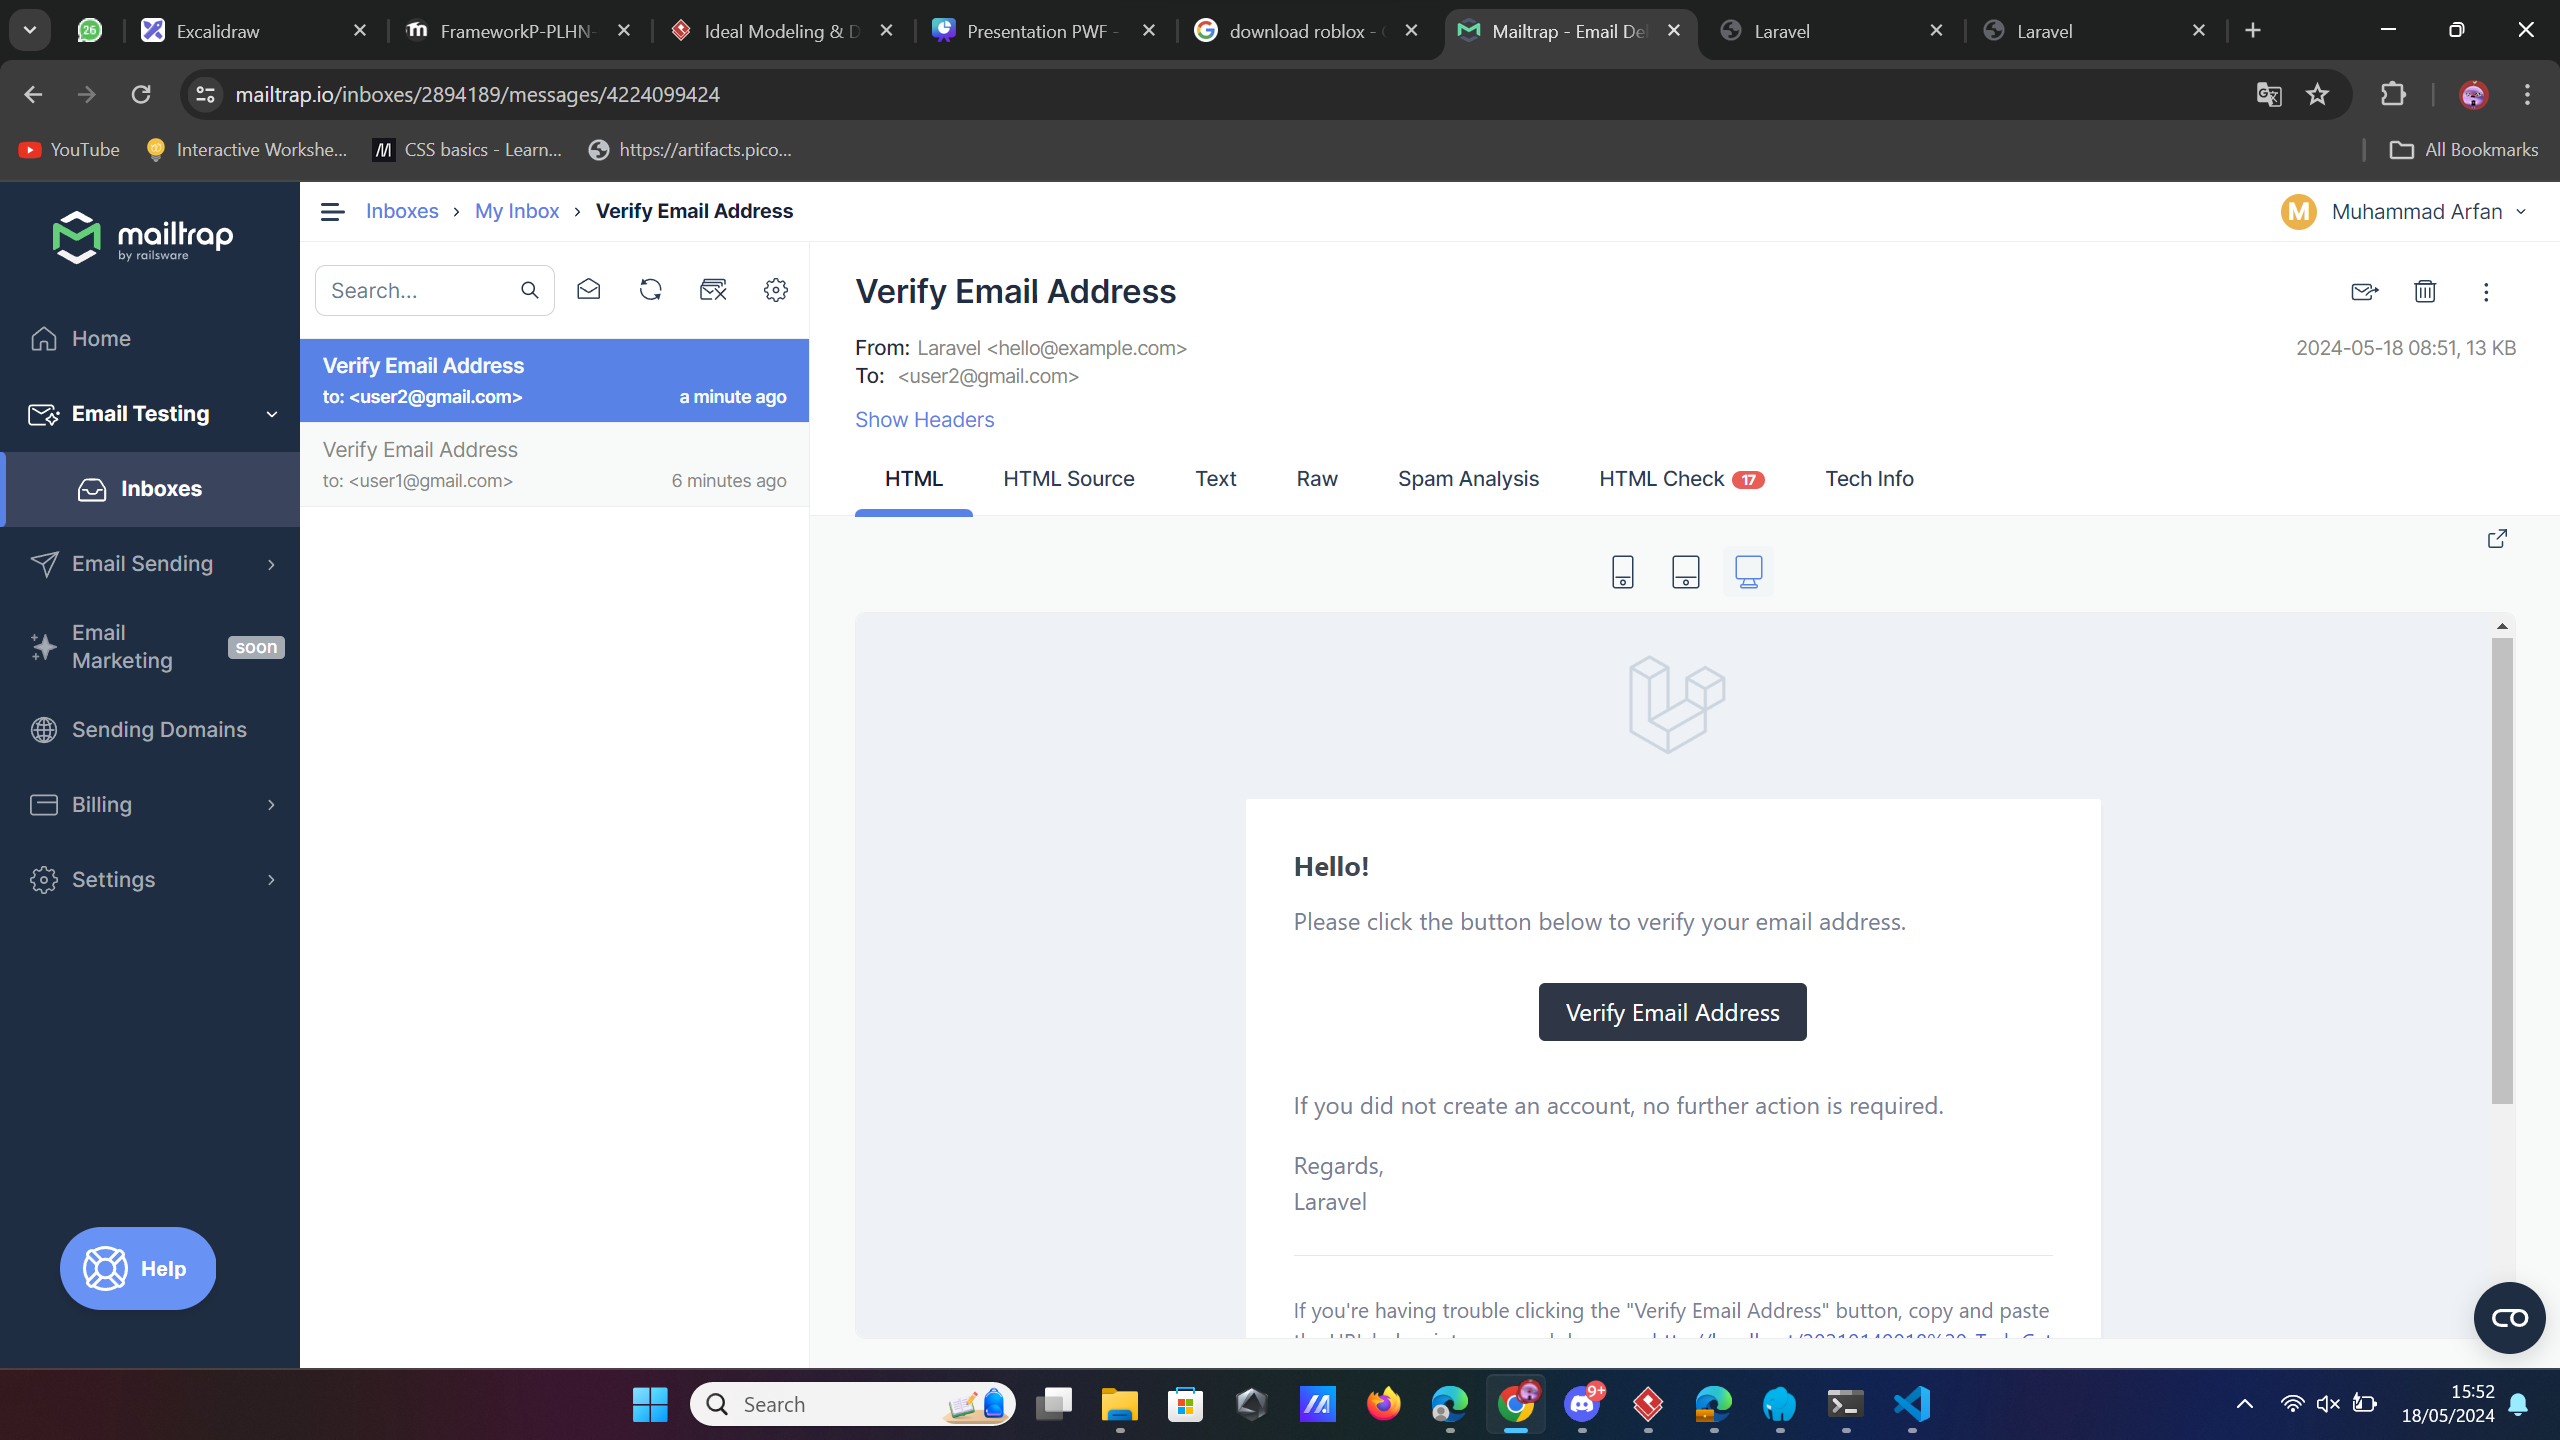 26
Excalidraw
FrameworkP-PLHN-
Ideal Modeling & D
Presentation PWF -
download roblox -
Mailtrap - Email Del
Laravel
Laravel
mailtrap.io/inboxes/2894189/messages/4224099424
YouTube
Interactive Workshe...
CSS basics - Learn...
https://artifacts.pico...
All Bookmarks
mailtrap
by railsware
Inboxes › My Inbox › Verify Email Address
M Muhammad Arfan
Home
Email Testing
Inboxes
Email Sending
Email
Marketing
soon
Sending Domains
Billing
Settings
Help
Search...
Verify Email Address
to: <user2@gmail.com> a minute ago
Verify Email Address
to: <user1@gmail.com> 6 minutes ago
Verify Email Address
From: Laravel <hello@example.com>
2024-05-18 08:51, 13 KB
To: <user2@gmail.com>
Show Headers
HTML HTML Source Text Raw Spam Analysis HTML Check 17 Tech Info
Hello!
Please click the button below to verify your email address.
Verify Email Address
If you did not create an account, no further action is required.
Regards,
Laravel
If you're having trouble clicking the "Verify Email Address" button, copy and paste
Search
9+
15:52
18/05/2024